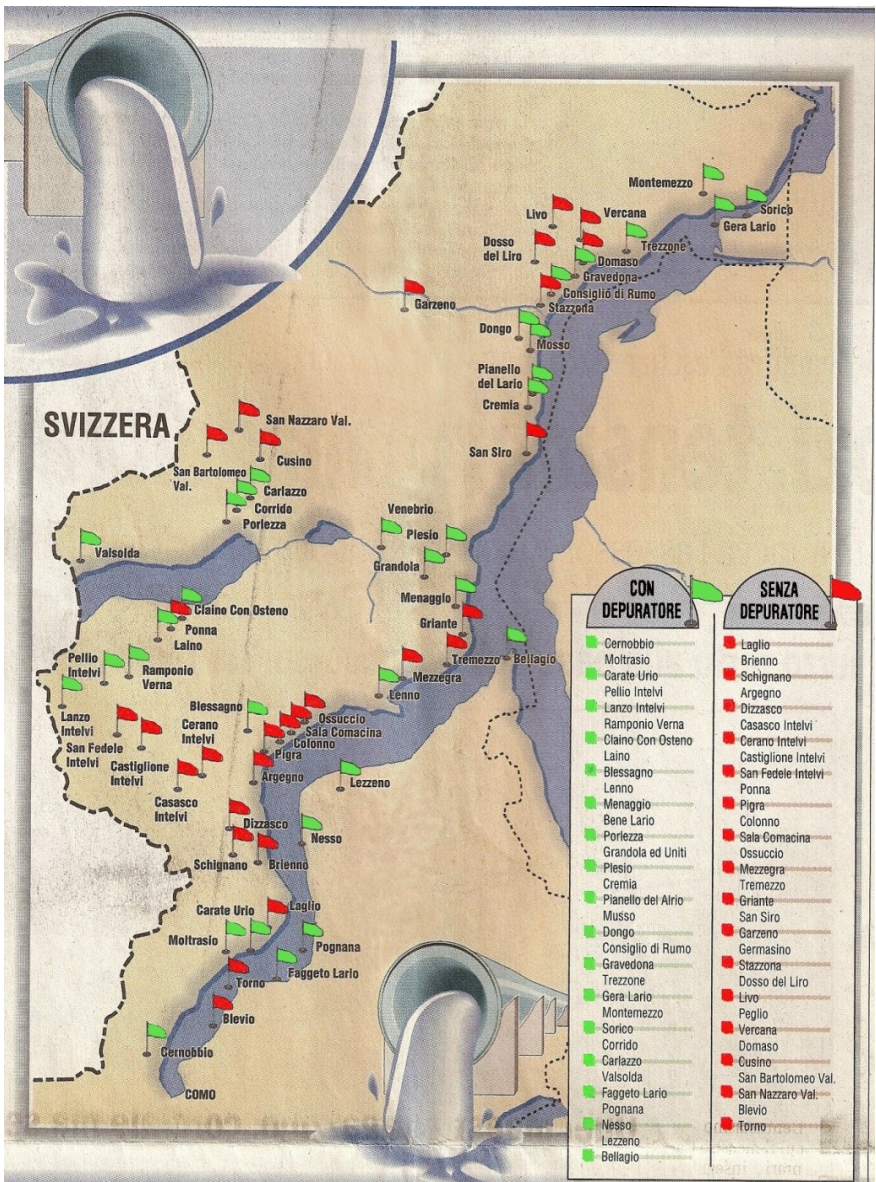 Montemezzo
Sorico
Gera Lario
Livo
Vercana
Trezzone
Dosso
del Liro
Domaso
Gravedona
Consiglio di Rumo
Stazzona
Garzeno
Dongo
Mosso
Pianello
del Lario
Cremia
San Siro
SVIZZERA
San Nazzaro Val.
Cusino
San Bartolomeo
Val.
Carlazzo
Corrido
Porlezza
Valsolda
Venebrio
Plesio
Grandola
Menaggio
Griante
Tremezzo
Bellagio
Mezzegra
Lenno
Claino Con Osteno
Ponna
Laino
Pellio
Intelvi
Ramponio
Verna
Lanzo
Intelvi
San Fedele
Intelvi
Castiglione
Intelvi
Casasco
Intelvi
Blessagno
Cerano
Intelvi
Ossuccio
Sala Comacina
Colonno
Pigra
Argegno
Lezzeno
Dizzasco
Nesso
Schignano
Brienno
Carate Urio
Laglio
Moltrasio
Pognana
Faggeto Lario
Torno
Blevio
Cernobbio
COMO
CON
DEPURATORE
Cernobbio
Moltrasio
Carate Urio
Pellio Intelvi
Lanzo Intelvi
Ramponio Verna
Claino Con Osteno
Laino
Blessagno
Lenno
Menaggio
Bene Lario
Porlezza
Grandola ed Uniti
Plesio
Cremia
Pianello del Alrio
Musso
Dongo
Consiglio di Rumo
Gravedona
Trezzone
Gera Lario
Montemezzo
Sorico
Corrido
Carlazzo
Valsolda
Faggeto Lario
Pognana
Nesso
Lezzeno
Bellagio
SENZA
DEPURATORE
Laglio
Brienno
Schignano
Argegno
Dizzasco
Casasco Intelvi
Cerano Intelvi
Castiglione Intelvi
San Fedele Intelvi
Ponna
Pigra
Colonno
Sala Comacina
Ossuccio
Mezzegra
Tremezzo
Griante
San Siro
Garzeno
Germasino
Stazzona
Dosso del Liro
Livo
Peglio
Vercana
Domaso
Cusino
San Bartolomeo Val.
San Nazzaro Val.
Blevio
Torno